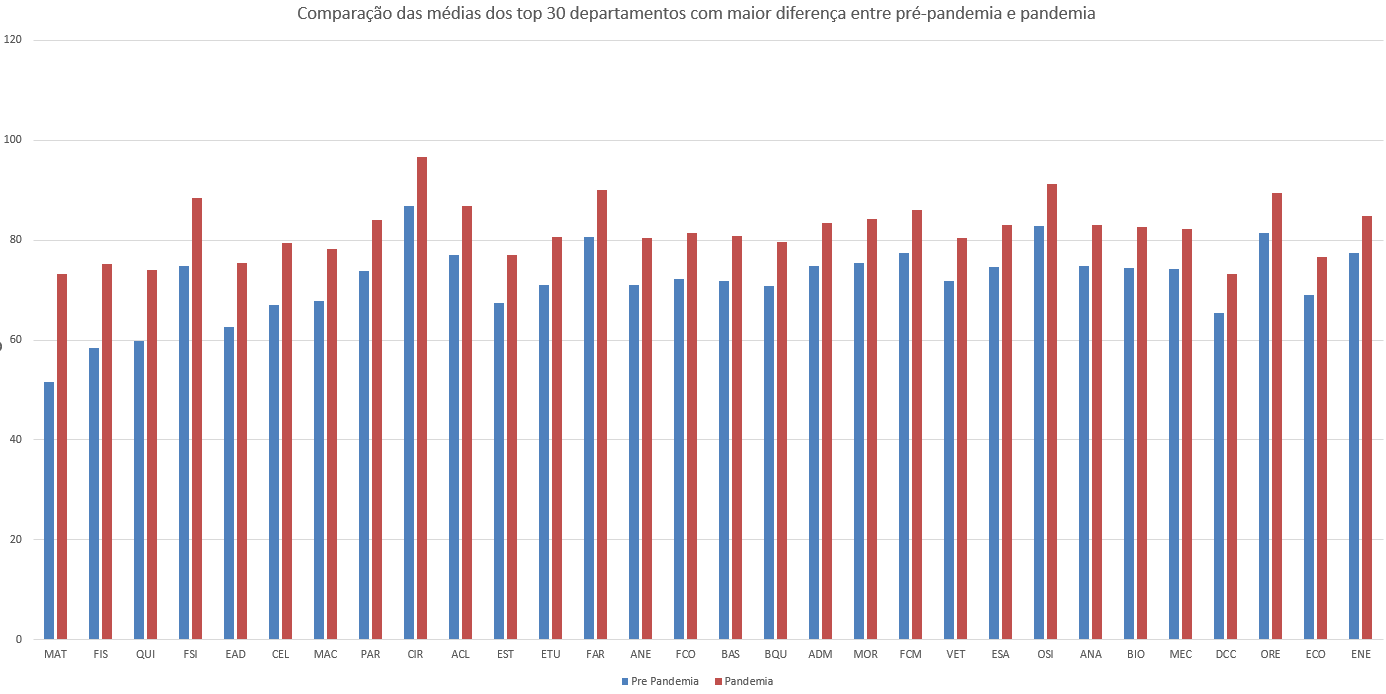 Comparação das médias dos top 30 departamentos com maior diferença entre pré-pandemia e pandemia
120
100
80
60
40
20
0
MAT FIS QUI FSI EAD CEL MAC PAR CIR ACL EST ETU FAR ANE FCO BAS BQU ADM MOR FCM VET ESA OSI ANA BIO MEC DCC ORE ECO ENE
Pre Pandemia Pandemia